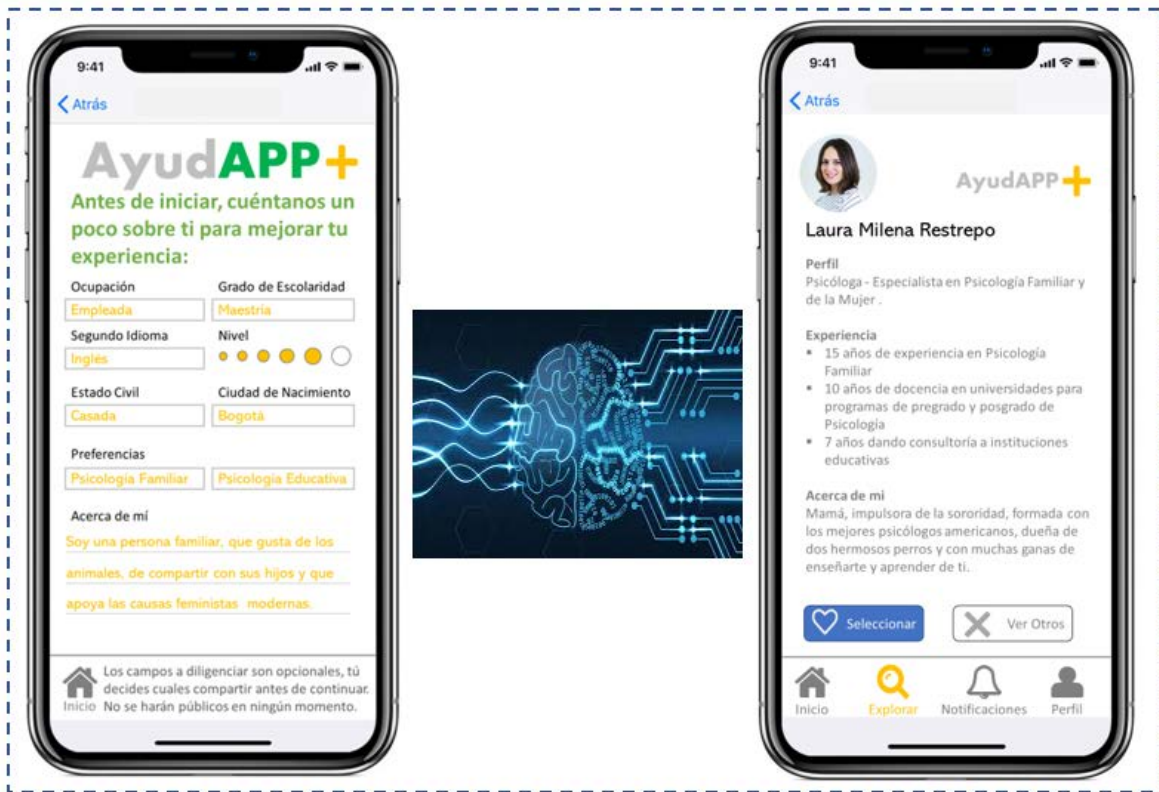 9:41
Atrás
AyudAPP+
Antes de iniciar, cuéntanos un
poco sobre ti para mejorar tu
experiencia:
Ocupación
Grado de Escolaridad
Empleada
Maestría
Segundo Idioma
Nivel
Inglés
Estado Civil
Ciudad de Nacimiento
Casada
Bogotá
Preferencias
Psicología Familiar
Psicología Educativa
Acerca de mí
Soy una persona familiar, que gusta de los
animales, de compartir con sus hijos y que
apoya las causas feministas modernas.
Los campos a diligenciar son opcionales, tú
decides cuales compartir antes de continuar.
Inicio
No se harán públicos en ningún momento.
9:41
Atrás
AyudAPP+
Laura Milena Restrepo
Perfil
Psicóloga - Especialista en Psicología Familiar y
de la Mujer .
Experiencia
▪ 15 años de experiencia en Psicología
Familiar
▪ 10 años de docencia en universidades para
programas de pregrado y posgrado de
Psicología
▪ 7 años dando consultoría a instituciones
educativas
Acerca de mi
Mamá, impulsora de la sororidad, formada con
los mejores psicólogos americanos, dueña de
dos hermosos perros y con muchas ganas de
enseñarte y aprender de ti.
Seleccionar
Ver Otros
Inicio
Explorar
Notificaciones
Perfil